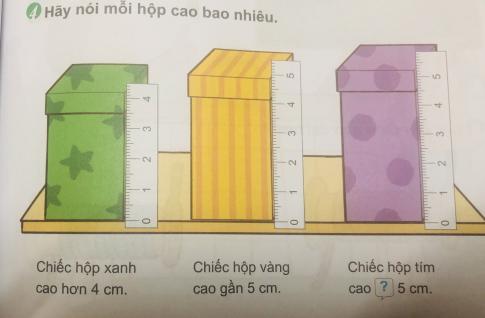 4 Hãy nói mỗi hộp cao bao nhiêu.
0 1 2 3 4
0 1 2 3 4 5
0 1 2 3 4 5
Chiếc hộp xanh
cao hơn 4 cm.
Chiếc hộp vàng
cao gần 5 cm.
Chiếc hộp tím
cao ? 5 cm.